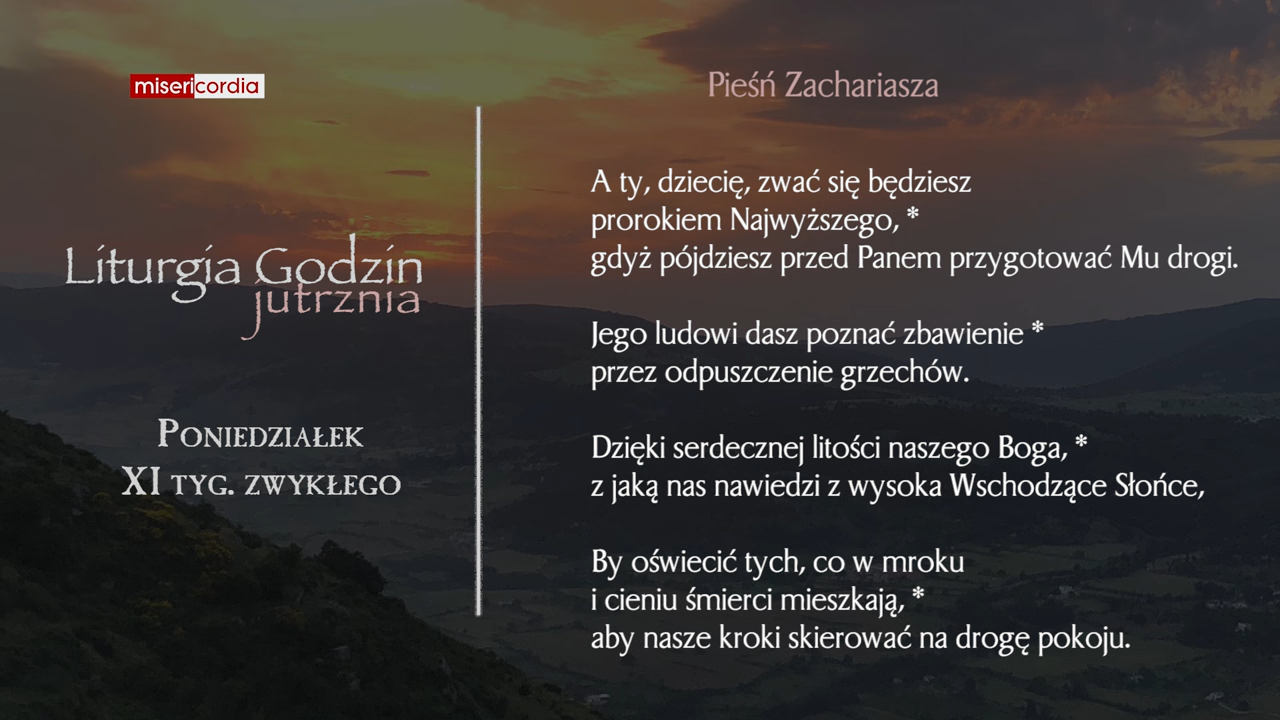 misericordia
Liturgia Godzin
jutrznia
Poniedziałek
XI tyg. zwykłego
Pieśń Zachariasza
A ty, dziecię, zwać się będziesz
prorokiem Najwyższego, *
gdyż pójdziesz przed Panem przygotować Mu drogi.
Jego ludowi dasz poznać zbawienie *
przez odpuszczenie grzechów.
Dzięki serdecznej litości naszego Boga, *
z jaką nas nawiedzi z wysoka Wschodzące Słońce,
By oświecić tych, co w mroku
i cieniu śmierci mieszkają, *
aby nasze kroki skierować na drogę pokoju.